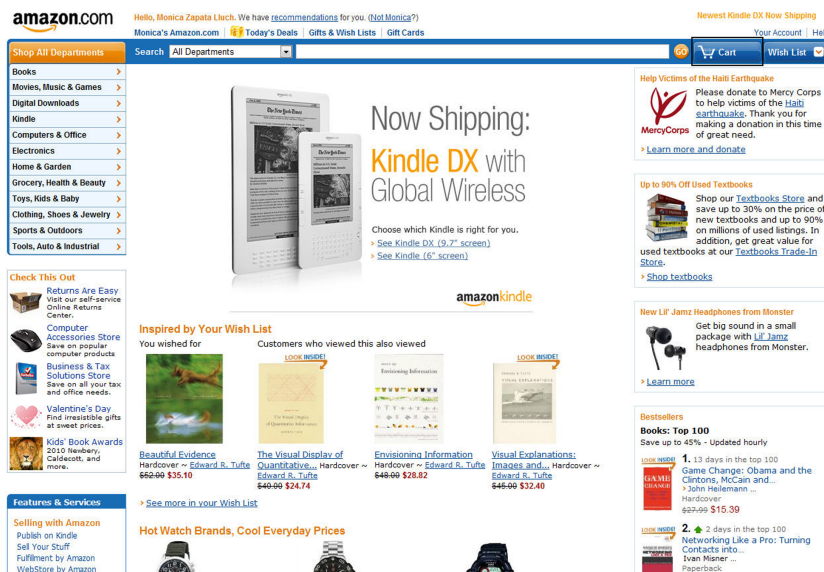 amazon.com
Hello, Monica Zapata Lluch. We have recommendations for you. (Not Monica?)
Newest Kindle DX Now Shipping
Monica's Amazon.com
Today's Deals
Gifts & Wish Lists
Gift Cards
Your Account
Shop All Departments
Search
All Departments
GO
Cart
Wish List
Books
Movies, Music & Games
Digital Downloads
Kindle
Computers & Office
Electronics
Home & Garden
Grocery, Health & Beauty
Toys, Kids & Baby
Clothing, Shoes & Jewelry
Sports & Outdoors
Tools, Auto & Industrial
Check This Out
Returns Are Easy
Visit our self-service
Online Returns
Center.
Computer
Accessories Store
Save on popular
computer products
Business & Tax
Solutions Store
Save on all your tax
and office needs.
Valentine's Day
Find irresistible gifts
at sweet prices.
Kids' Book Awards
2010 Newbery,
Caldecott, and
more.
Features & Services
Selling with Amazon
Publish on Kindle
Sell Your Stuff
Fulfillment by Amazon
WebStore by Amazon
The New York Times
Now Shipping:
Kindle DX with
Global Wireless
Choose which Kindle is right for you.
See Kindle DX (9.7" screen)
See Kindle (6" screen)
amazonkindle
Inspired by Your Wish List
You wished for
Customers who viewed this also viewed
LOOK INSIDE!
LOOK INSIDE!
Envisioning Information
VISUAL EXPLANATIONS
Beautiful Evidence
Hardcover ~ Edward R. Tufte
$52.00 $35.10
The Visual Display of
Quantitative... Hardcover ~
Edward R. Tufte
$40.00 $24.74
Envisioning Information
Hardcover ~ Edward R. Tufte
$48.00 $28.82
Visual Explanations:
Images and... Hardcover ~
Edward R. Tufte
$45.00 $32.40
See more in your Wish List
Hot Watch Brands, Cool Everyday Prices
Help Victims of the Haiti Earthquake
MercyCorps
Please donate to Mercy Corps
to help victims of the Haiti
earthquake. Thank you for
making a donation in this time
of great need.
Learn more and donate
Up to 90% Off Used Textbooks
Shop our Textbooks Store and
save up to 30% on the price of
new textbooks and up to 90%
on millions of used listings. In
addition, get great value for
used textbooks at our Textbooks Trade-In
Store.
Shop textbooks
New Lil' Jamz Headphones from Monster
Get big sound in a small
package with Lil' Jamz
headphones from Monster.
Learn more
Bestsellers
Books: Top 100
Save up to 45% - Updated hourly
LOOK INSIDE!
GAME
CHANGE
1. 13 days in the top 100
Game Change: Obama and the
Clintons, McCain and...
John Heilemann ...
Hardcover
$27.99 $15.39
LOOK INSIDE!
2. 2 days in the top 100
Networking Like a Pro: Turning
Contacts into...
Ivan Misner ...
Paperback